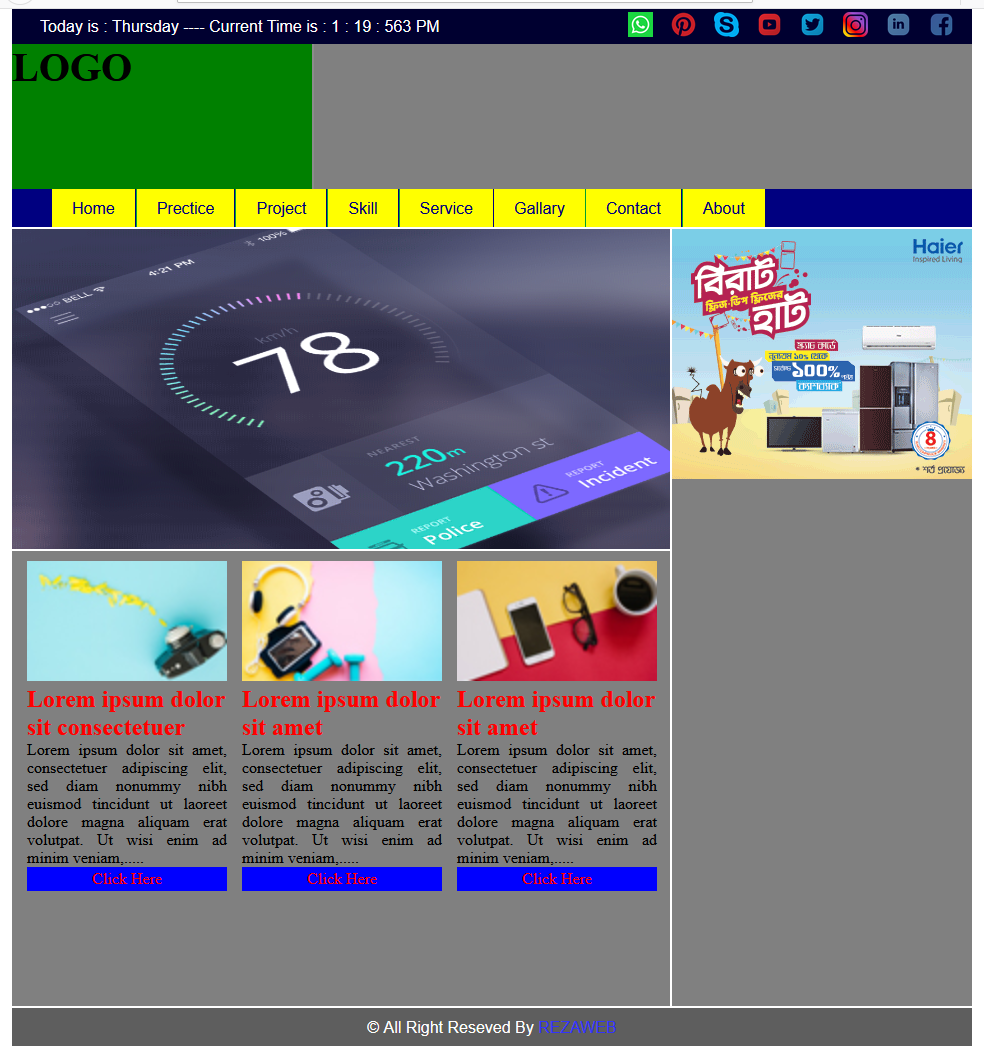 Today is : Thursday ---- Current Time is : 1 : 19 : 563 PM
LOGO
Home Prectice Project Skill Service Gallary Contact About
BELL 4:21 PM 100%
km/h
78
NEAREST
220m
Washington st
REPORT
Police
REPORT
Incident
Haier
Inspired Living
বিরাট
ফ্রিজ-ডিপ ফ্রিজের
হাট
স্ক্র্যাচ কার্ডে
নূন্যতম ১০% থেকে
১০০%
ক্যাশব্যাক
8
* শর্ত প্রযোজ্য
Lorem ipsum dolor
sit consectetuer
Lorem ipsum dolor sit amet,
consectetuer adipiscing elit,
sed diam nonummy nibh
euismod tincidunt ut laoreet
dolore magna aliquam erat
volutpat. Ut wisi enim ad
minim veniam,.....
Click Here
Lorem ipsum dolor
sit amet
Lorem ipsum dolor sit amet,
consectetuer adipiscing elit,
sed diam nonummy nibh
euismod tincidunt ut laoreet
dolore magna aliquam erat
volutpat. Ut wisi enim ad
minim veniam,.....
Click Here
Lorem ipsum dolor
sit amet
Lorem ipsum dolor sit amet,
consectetuer adipiscing elit,
sed diam nonummy nibh
euismod tincidunt ut laoreet
dolore magna aliquam erat
volutpat. Ut wisi enim ad
minim veniam,.....
Click Here
© All Right Reseved By REZAWEB